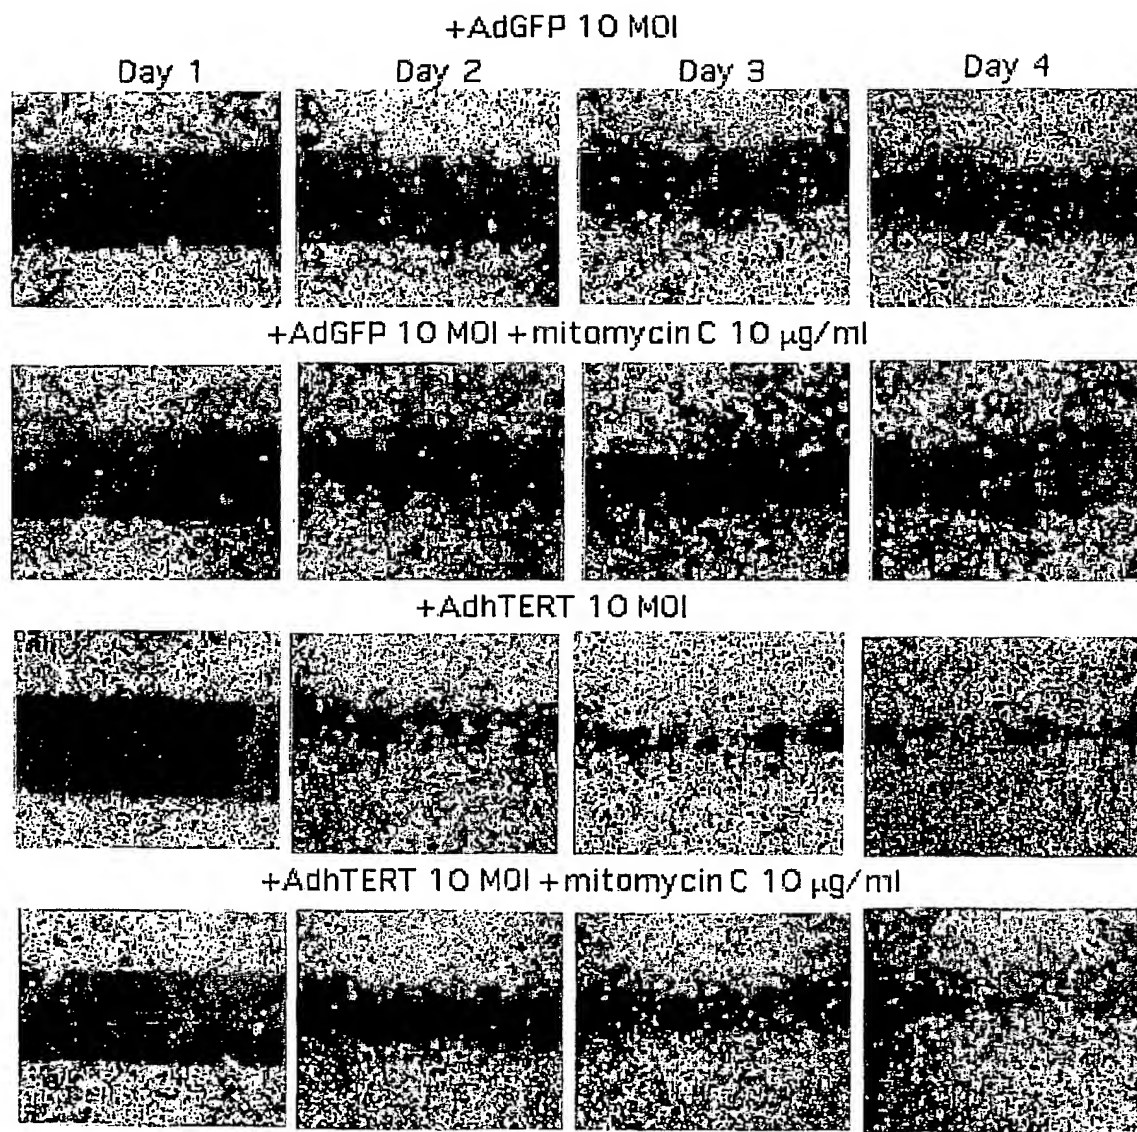 +AdGFP 10 MOI
Day 1 Day 2 Day 3 Day 4
+AdGFP 10 MOI + mitomycin C 10 µg/ml
+AdhTERT 10 MOI
+AdhTERT 10 MOI + mitomycin C 10 µg/ml